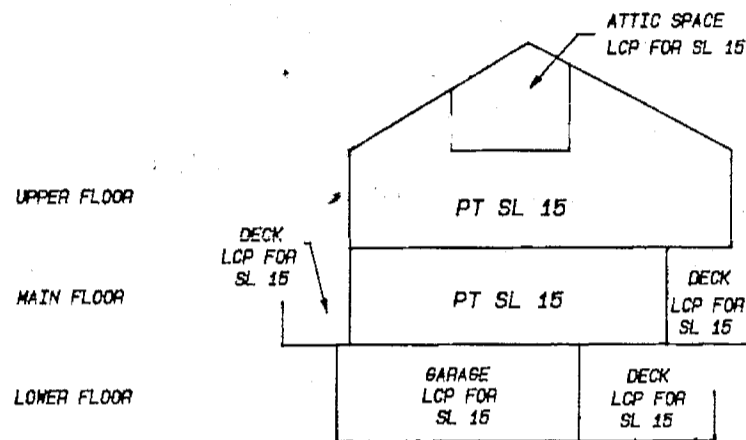 ATTIC SPACE
LCP FOR SL 15
UPPER FLOOR
PT SL 15
DECK
LCP FOR
SL 15
MAIN FLOOR
PT SL 15
DECK
LCP FOR
SL 15
LOWER FLOOR
GARAGE
LCP FOR
SL 15
DECK
LCP FOR
SL 15